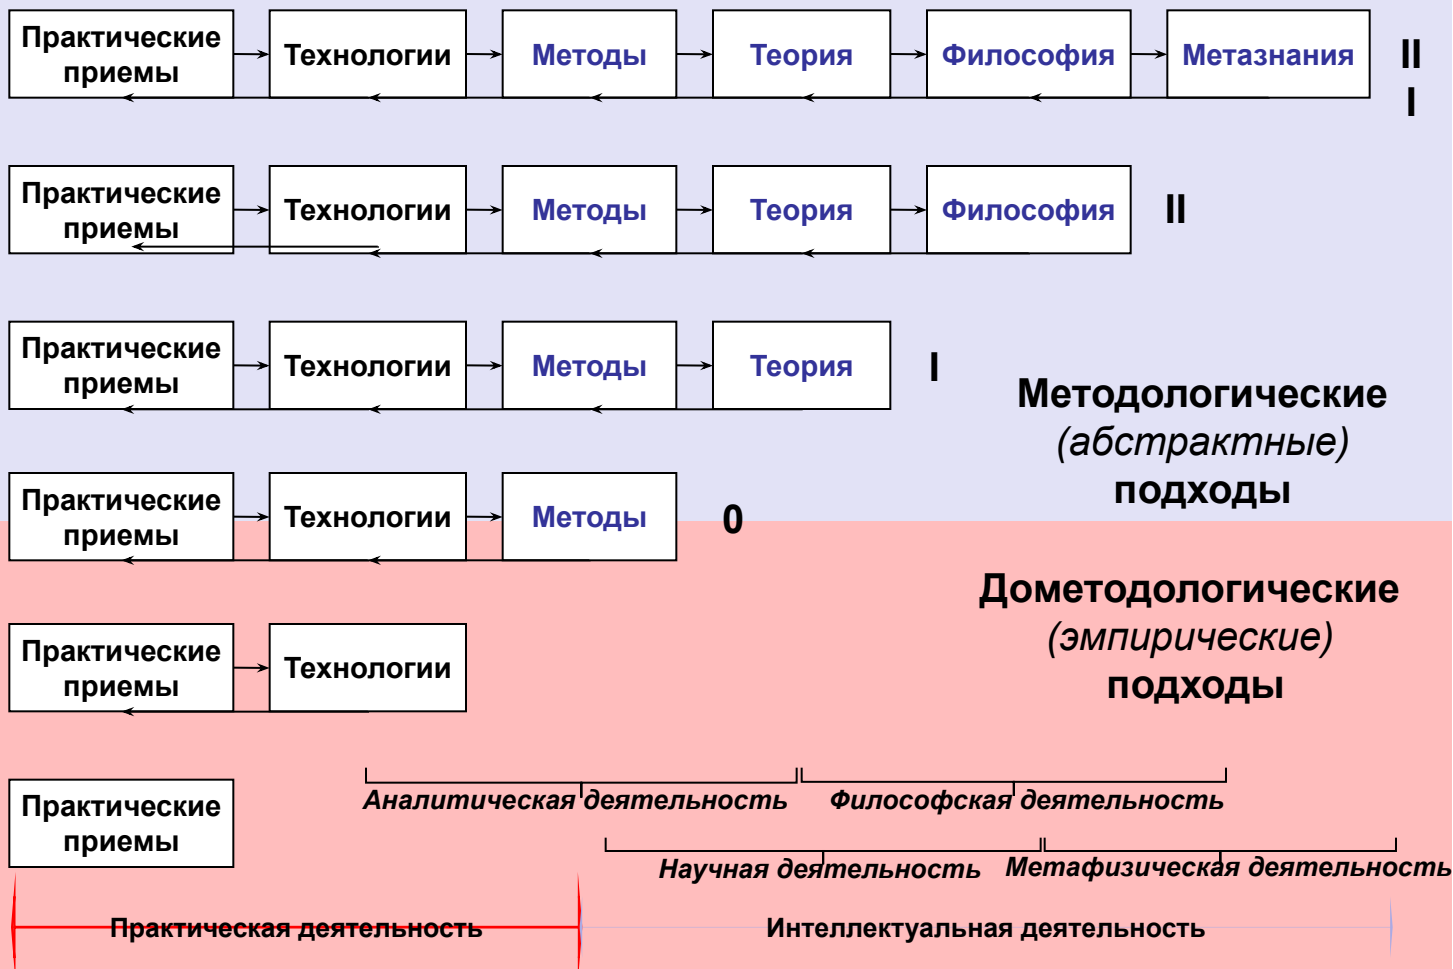 Практические
приемы
Технологии
Методы
Теория
Философия
Метазнания
II
I
Практические
приемы
Технологии
Методы
Теория
Философия
II
Практические
приемы
Технологии
Методы
Теория
I
Методологические
(абстрактные)
подходы
Практические
приемы
Технологии
Методы
0
Дометодологические
(эмпирические)
подходы
Практические
приемы
Технологии
Практические
приемы
Аналитическая деятельность
Философская деятельность
Научная деятельность
Метафизическая деятельность
Практическая деятельность
Интеллектуальная деятельность